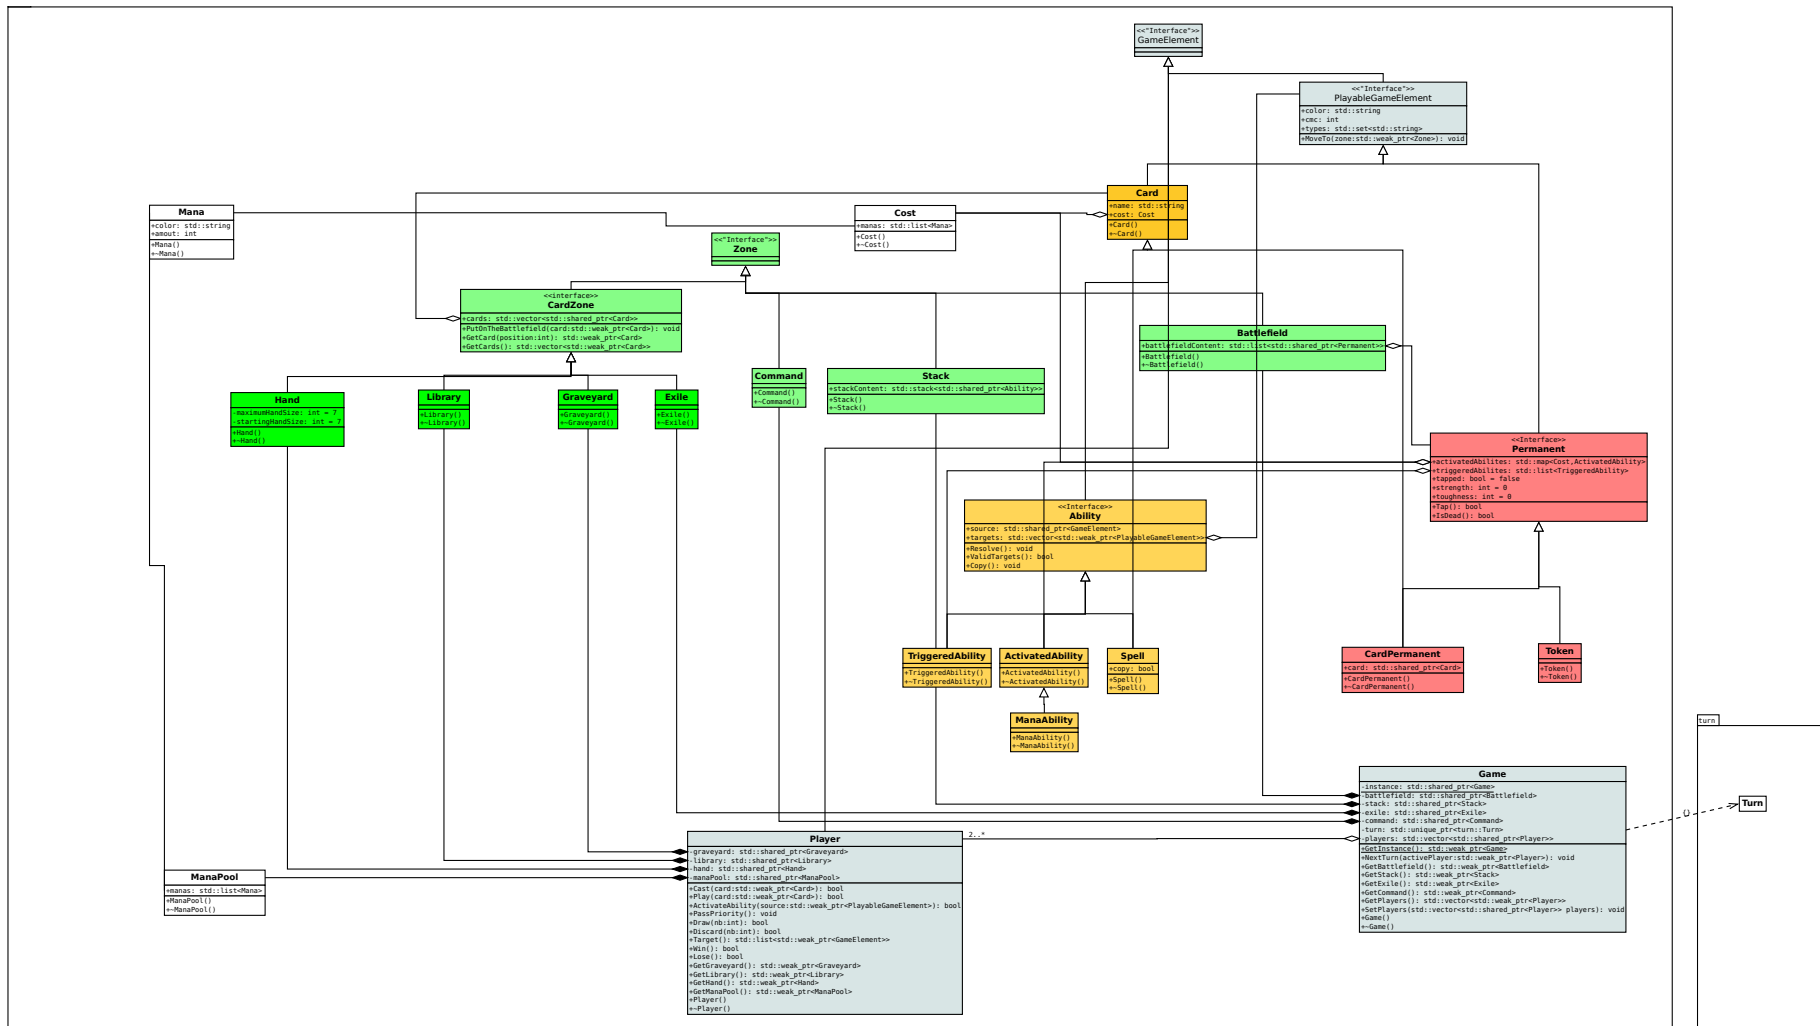 <<"Interface">>
GameElement
<<"Interface">>
PlayableGameElement
+color: std::string
+cmc: int
+types: std::set<std::string>
+MoveTo(zone:std::weak_ptr<Zone>): void
Card
+name: std::string
+cost: Cost
+Card()
+~Card()
Mana
+color: std::string
+amout: int
+Mana()
+~Mana()
Cost
+manas: std::list<Mana>
+Cost()
+~Cost()
<<"Interface">>
Zone
<<interface>>
CardZone
+cards: std::vector<std::shared_ptr<Card>>
+PutOnTheBattlefield(card:std::weak_ptr<Card>): void
+GetCard(position:int): std::weak_ptr<Card>
+GetCards(): std::vector<std::weak_ptr<Card>>
Battlefield
+battlefieldContent: std::list<std::shared_ptr<Permanent>>
+Battlefield()
+~Battlefield()
Command
+Command()
+~Command()
Stack
+stackContent: std::stack<std::shared_ptr<Ability>>
+Stack()
+~Stack()
Hand
-maximumHandSize: int = 7
-startingHandSize: int = 7
+Hand()
+~Hand()
Library
+Library()
+~Library()
Graveyard
+Graveyard()
+~Graveyard()
Exile
+Exile()
+~Exile()
<<Interface>>
Permanent
+activatedAbilites: std::map<Cost,ActivatedAbility>
+triggeredAbilites: std::list<TriggeredAbility>
+tapped: bool = false
+strength: int = 0
+toughness: int = 0
+Tap(): bool
+IsDead(): bool
<<Interface>>
Ability
+source: std::shared_ptr<GameElement>
+targets: std::vector<std::weak_ptr<PlayableGameElement>>
+Resolve(): void
+ValidTargets(): bool
+Copy(): void
TriggeredAbility
+TriggeredAbility()
+~TriggeredAbility()
ActivatedAbility
+ActivatedAbility()
+~ActivatedAbility()
Spell
+copy: bool
+Spell()
+~Spell()
CardPermanent
+card: std::shared_ptr<Card>
+CardPermanent()
+~CardPermanent()
Token
+Token()
+~Token()
ManaAbility
+ManaAbility()
+~ManaAbility()
turn
Turn
{}
Game
-instance: std::shared_ptr<Game>
-battlefield: std::shared_ptr<Battlefield>
-stack: std::shared_ptr<Stack>
-exile: std::shared_ptr<Exile>
-command: std::shared_ptr<Command>
-turn: std::unique_ptr<turn::Turn>
-players: std::vector<std::shared_ptr<Player>>
+GetInstance(): std::weak_ptr<Game>
+NextTurn(activePlayer:std::weak_ptr<Player>): void
+GetBattlefield(): std::weak_ptr<Battlefield>
+GetStack(): std::weak_ptr<Stack>
+GetExile(): std::weak_ptr<Exile>
+GetCommand(): std::weak_ptr<Command>
+GetPlayers(): std::vector<std::weak_ptr<Player>>
+SetPlayers(std::vector<std::shared_ptr<Player>> players): void
+Game()
+~Game()
2..*
Player
-graveyard: std::shared_ptr<Graveyard>
-library: std::shared_ptr<Library>
-hand: std::shared_ptr<Hand>
-manaPool: std::shared_ptr<ManaPool>
+Cast(card:std::weak_ptr<Card>): bool
+Play(card:std::weak_ptr<Card>): bool
+ActivateAbility(source:std::weak_ptr<PlayableGameElement>): bool
+PassPriority(): void
+Draw(nb:int): bool
+Discard(nb:int): bool
+Target(): std::list<std::weak_ptr<GameElement>>
+Win(): bool
+Lose(): bool
+GetGraveyard(): std::weak_ptr<Graveyard>
+GetLibrary(): std::weak_ptr<Library>
+GetHand(): std::weak_ptr<Hand>
+GetManaPool(): std::weak_ptr<ManaPool>
+Player()
+~Player()
ManaPool
+manas: std::list<Mana>
+ManaPool()
+~ManaPool()